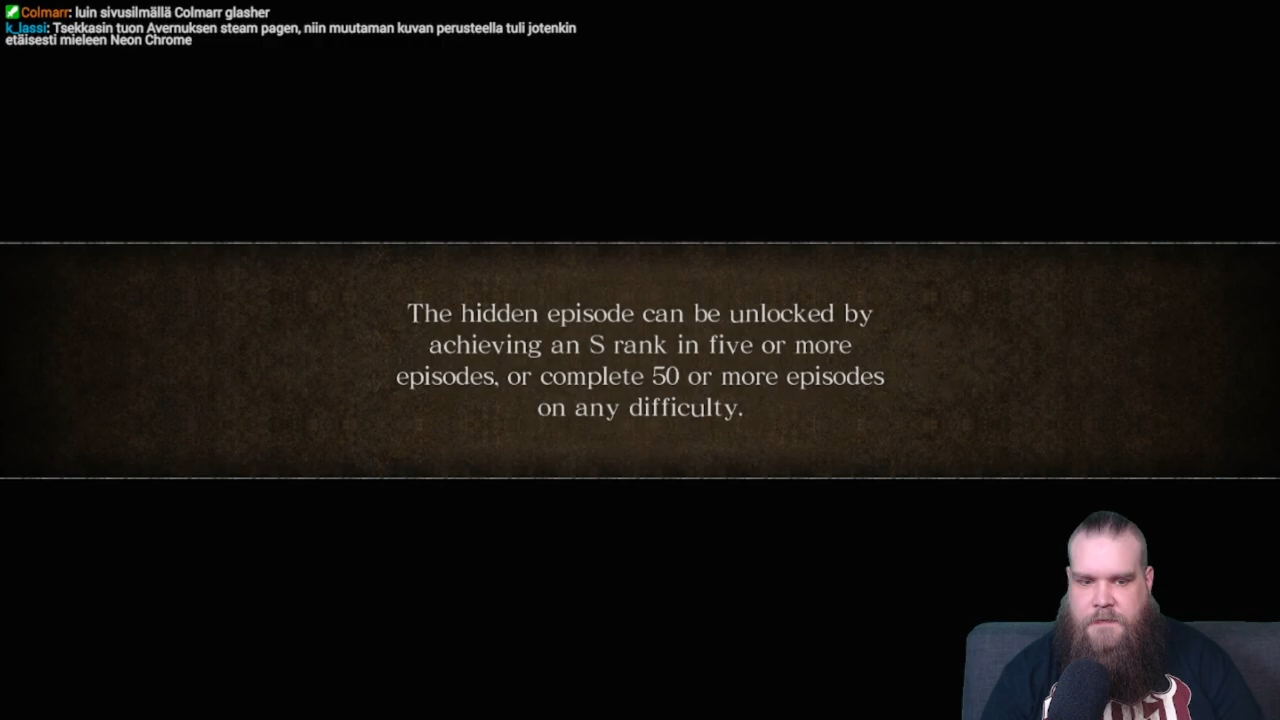 Colmarr: luin sivusilmällä Colmarr glasher
k_lassi: Tsekkasin tuon Avernuksen steam pagen, niin muutaman kuvan perusteella tuli jotenkin
etäisesti mieleen Neon Chrome
The hidden episode can be unlocked by
achieving an S rank in five or more
episodes, or complete 50 or more episodes
on any difficulty.